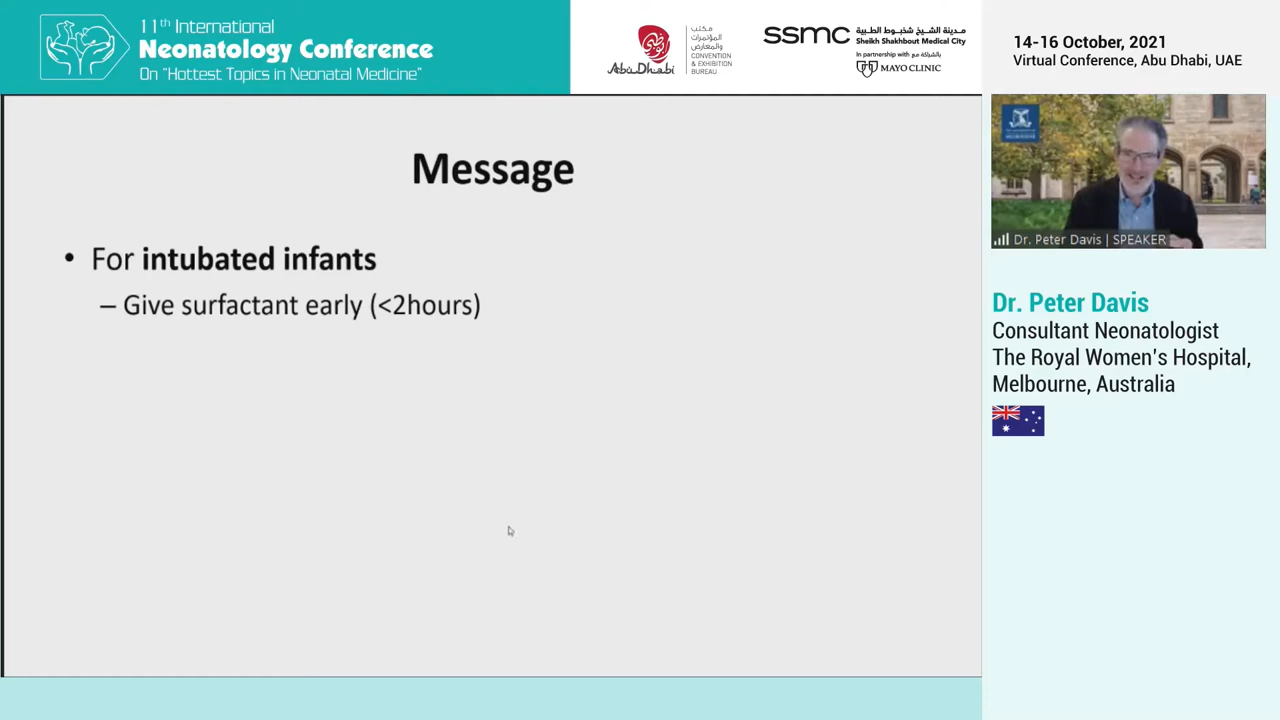 11th International
Neonatology Conference
On “Hottest Topics in Neonatal Medicine”
Abu Dhabi
مكتب
المؤتمرات
والمعارض
CONVENTION
& EXHIBITION
BUREAU
ssmc
مدينة الشيخ شخبوط الطبية
Sheikh Shakhbout Medical City
In partnership with بالشراكة مع
MAYO CLINIC
14-16 October, 2021
Virtual Conference, Abu Dhabi, UAE
Message
• For intubated infants
– Give surfactant early (<2hours)
Dr. Peter Davis | SPEAKER
Dr. Peter Davis
Consultant Neonatologist
The Royal Women's Hospital,
Melbourne, Australia